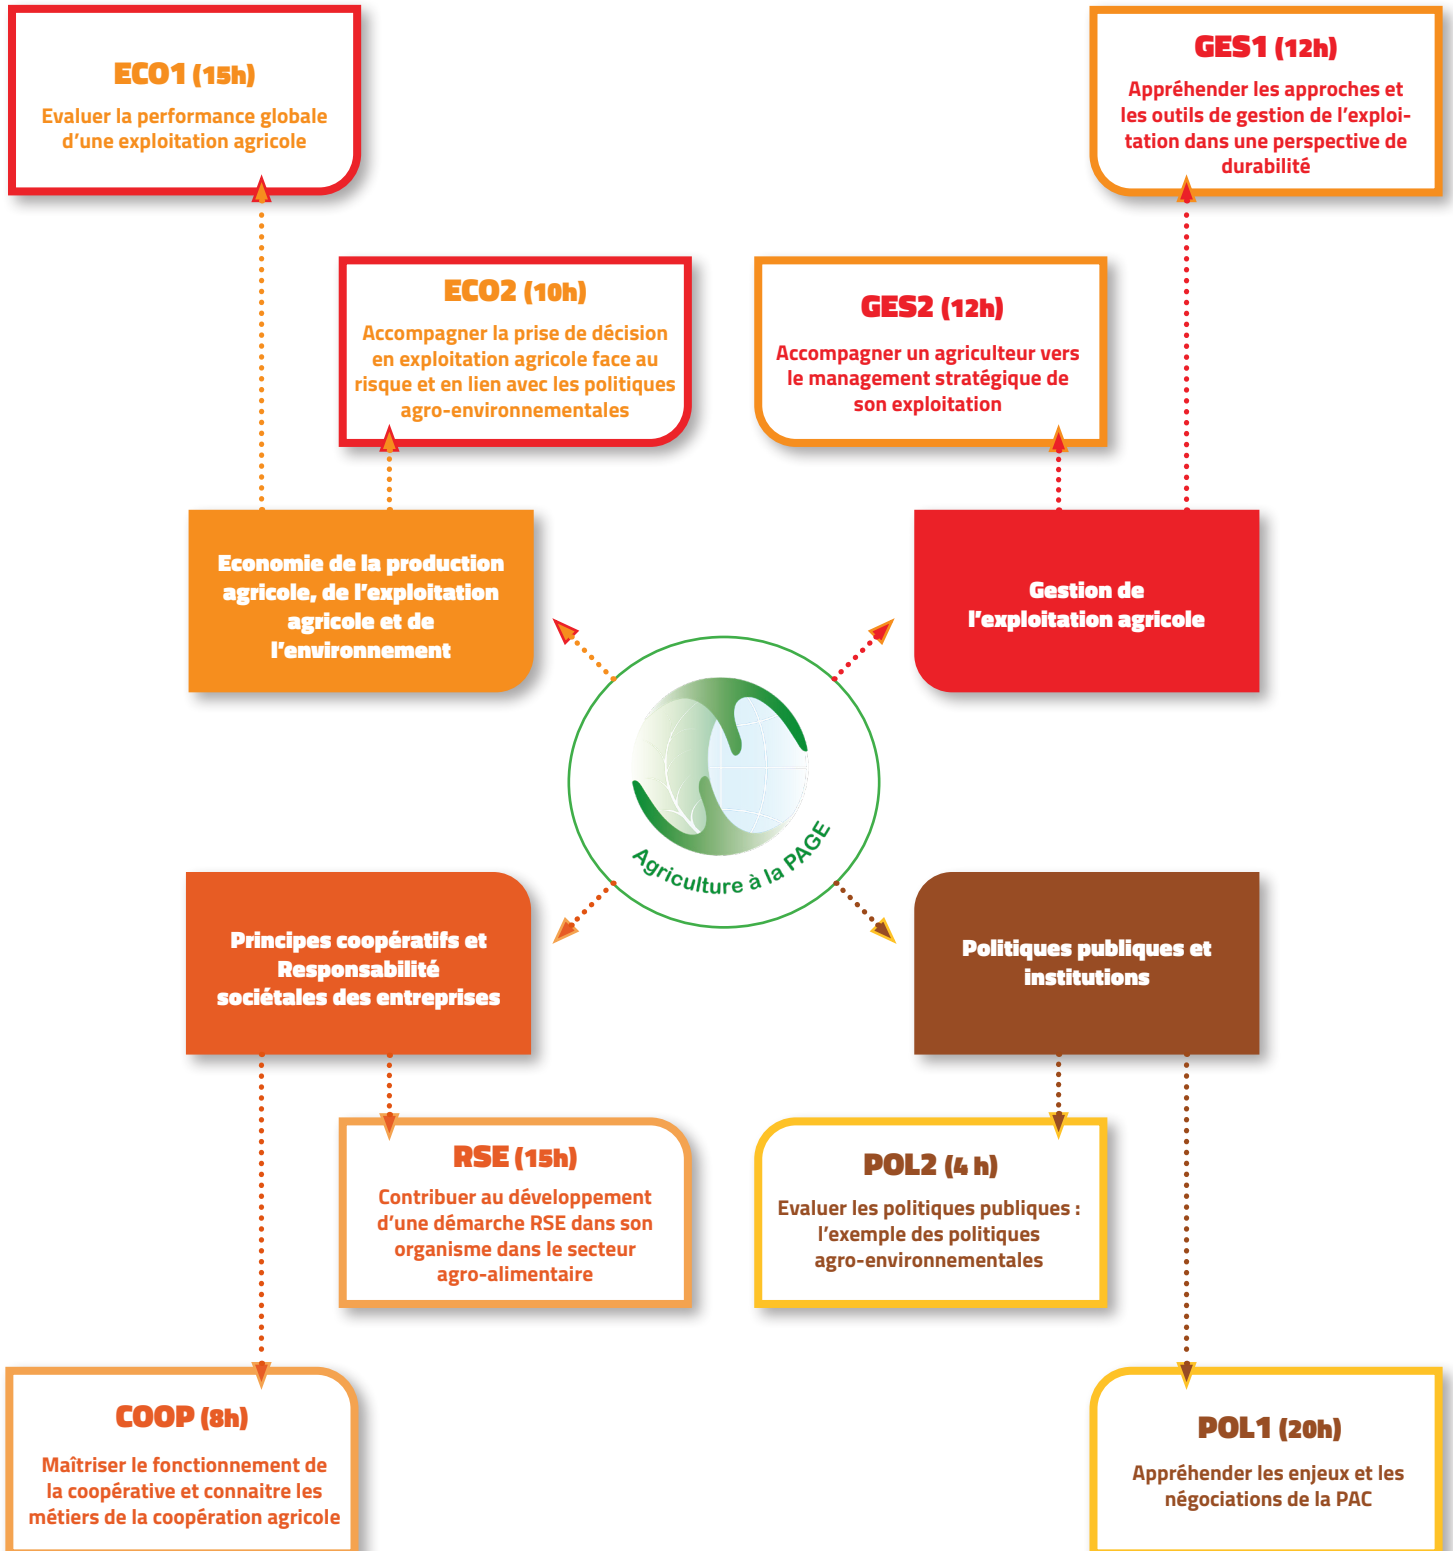 ECO1 (15h)
Evaluer la performance globale
d'une exploitation agricole
GES1 (12h)
Appréhender les approches et
les outils de gestion de l'exploi-
tation dans une perspective de
durabilité
ECO2 (10h)
Accompagner la prise de décision
en exploitation agricole face au
risque et en lien avec les politiques
agro-environnementales
GES2 (12h)
Accompagner un agriculteur vers
le management stratégique de
son exploitation
Economie de la production
agricole, de l'exploitation
agricole et de
l'environnement
Gestion de
l'exploitation agricole
Agriculture à la PAGE
Principes coopératifs et
Responsabilité
sociétales des entreprises
Politiques publiques et
institutions
RSE (15h)
Contribuer au développement
d'une démarche RSE dans son
organisme dans le secteur
agro-alimentaire
POL2 (4 h)
Evaluer les politiques publiques :
l'exemple des politiques
agro-environnementales
COOP (8h)
Maîtriser le fonctionnement de
la coopérative et connaitre les
métiers de la coopération agricole
POL1 (20h)
Appréhender les enjeux et les
négociations de la PAC